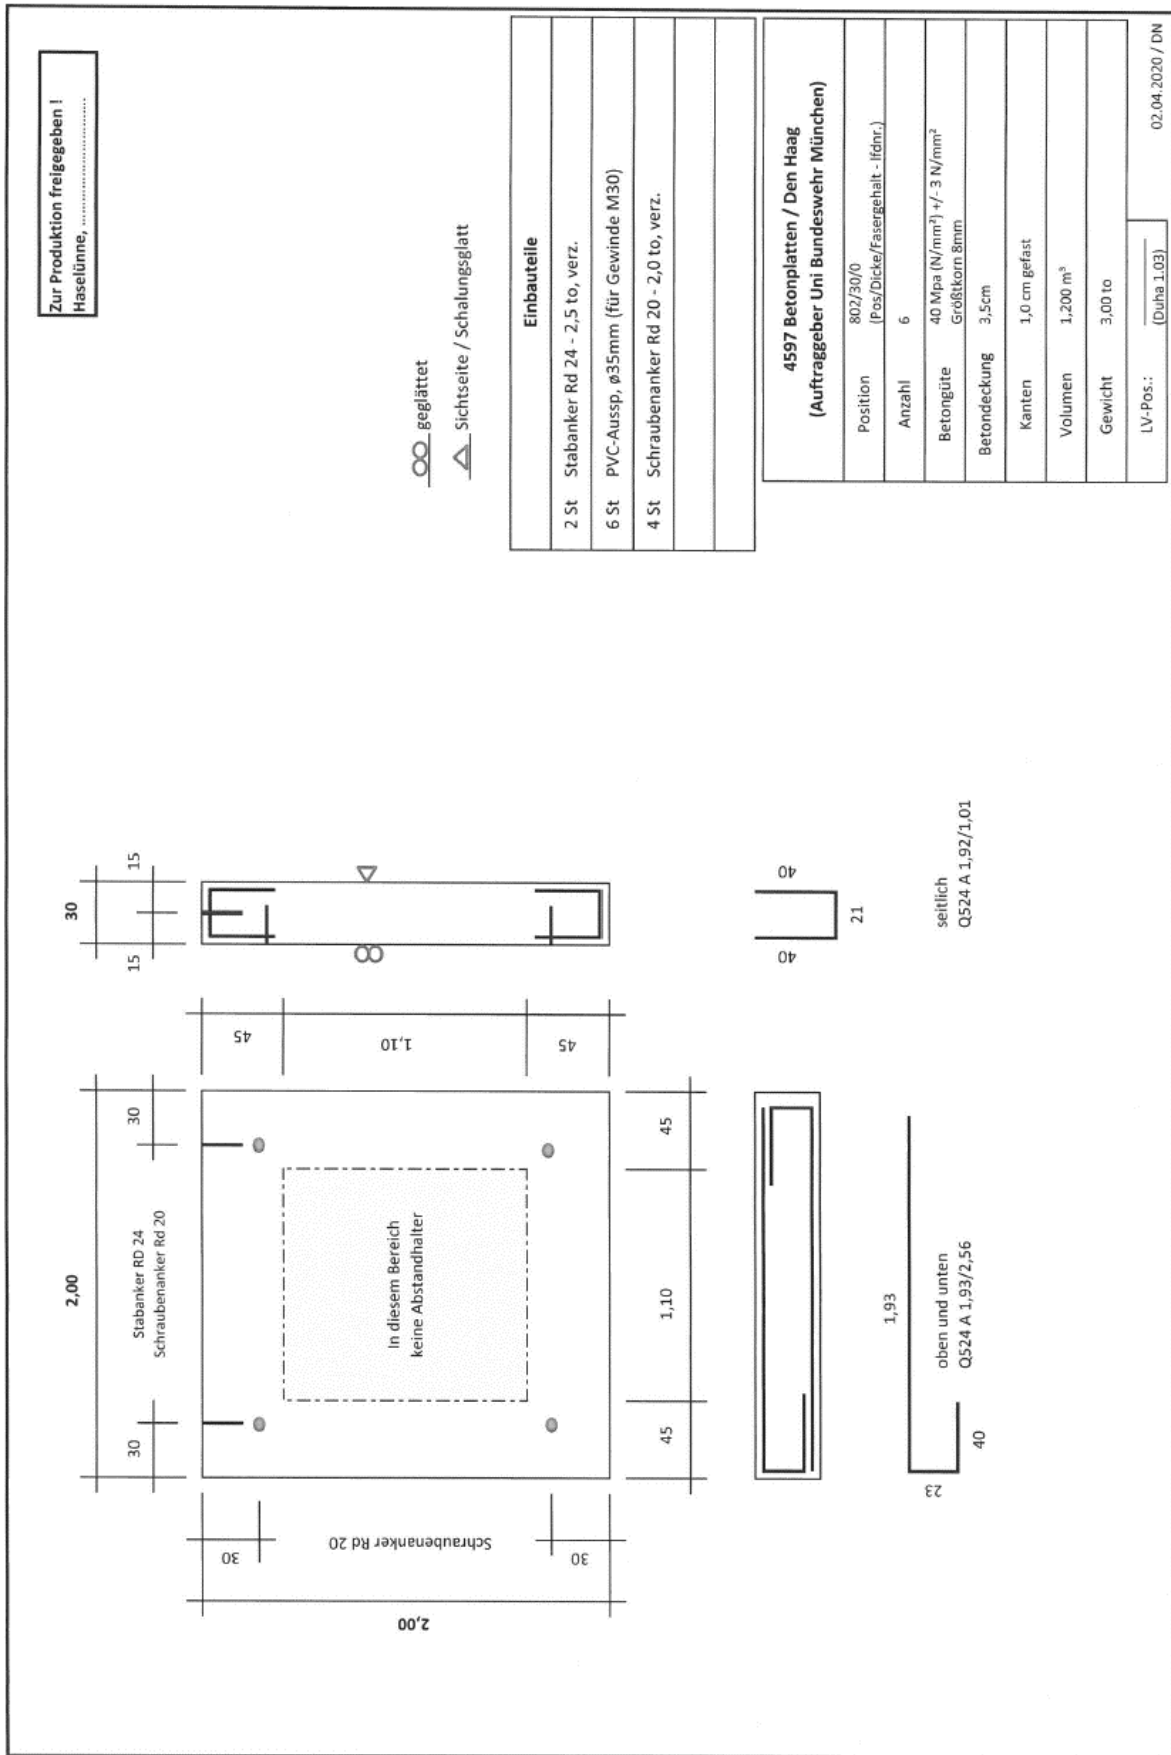 Zur Produktion freigegeben !
Haselünne, ...............................
2,00
30
30
Stabanker RD 24
Schraubenanker Rd 20
30
15
15
2,00
30
Schraubenanker Rd 20
30
In diesem Bereich
keine Abstandhalter
45
1,10
45
45
1,10
45
geglättet
Sichtseite / Schalungsglatt
1,93
23
40
oben und unten
Q524 A 1,93/2,56
40
40
21
seitlich
Q524 A 1,92/1,01
Einbauteile
2 St Stabanker Rd 24 - 2,5 to, verz.
6 St PVC-Aussp, ø35mm (für Gewinde M30)
4 St Schraubenanker Rd 20 - 2,0 to, verz.
4597 Betonplatten / Den Haag
(Auftraggeber Uni Bundeswehr München)
Position 802/30/0
(Pos/Dicke/Fasergehalt - lfdnr.)
Anzahl 6
Betongüte 40 Mpa (N/mm²) +/- 3 N/mm²
Größtkorn 8mm
Betondeckung 3,5cm
Kanten 1,0 cm gefast
Volumen 1,200 m³
Gewicht 3,00 to
LV-Pos.: ________
(Duha 1.03)
02.04.2020 / DN